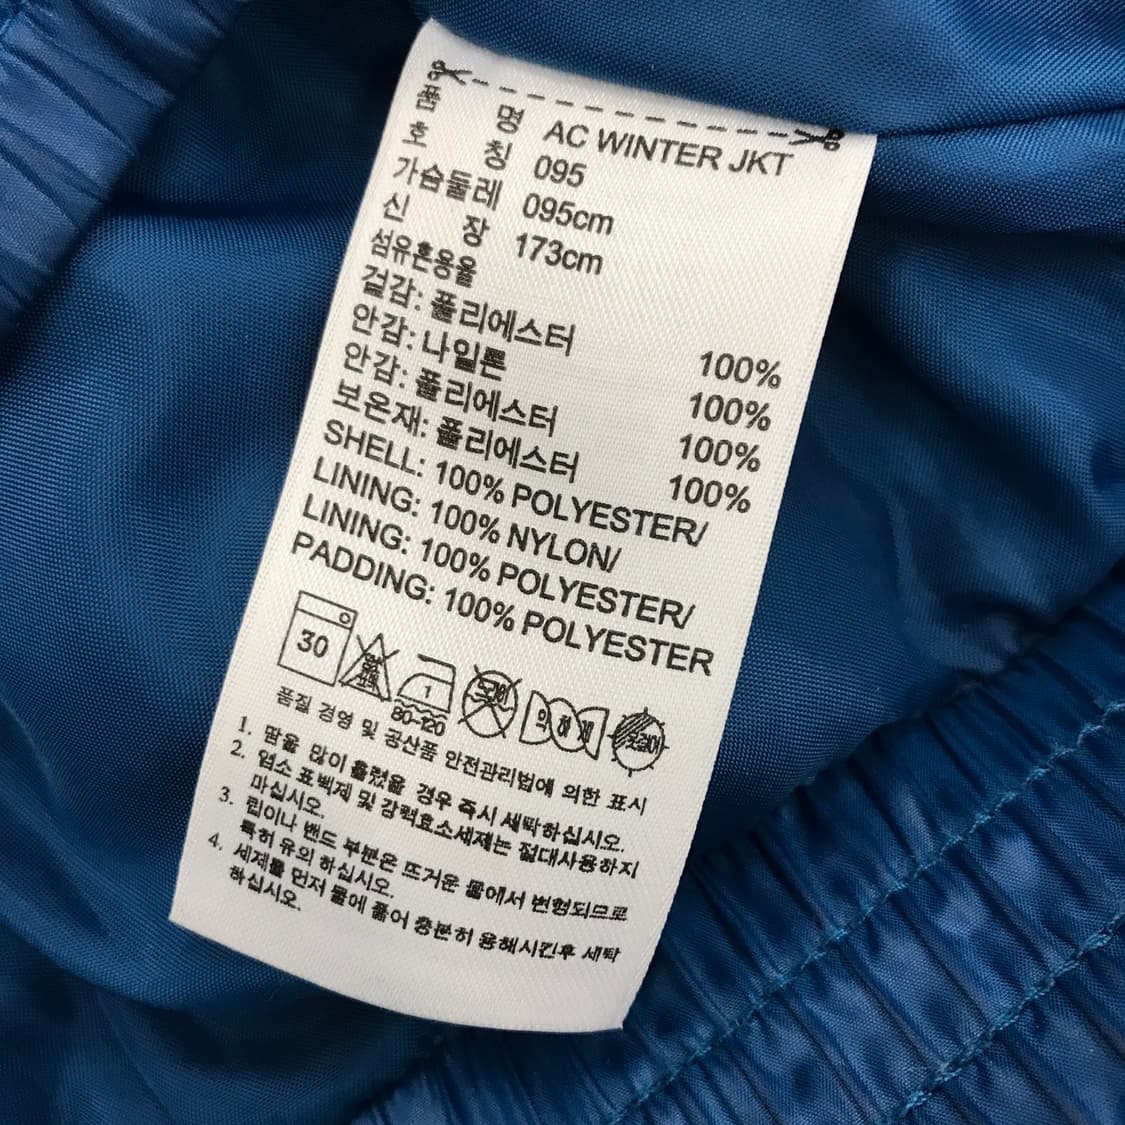 품 명 AC WINTER JKT
호 칭 095
가슴둘레 095cm
신 장 173cm
섬유혼용율
겉감: 폴리에스터 100%
안감: 나일론 100%
안감: 폴리에스터 100%
보온재: 폴리에스터 100%
SHELL: 100% POLYESTER/
LINING: 100% NYLON/
LINING: 100% POLYESTER/
PADDING: 100% POLYESTER
30 1 80-120 약하게 옷걸이
품질 경영 및 공산품 안전관리법에 의한 표시
1. 땀을 많이 흘렸을 경우 즉시 세탁하십시오.
2. 염소 표백제 및 강력효소세제는 절대사용하지
마십시오.
3. 립이나 밴드 부분은 뜨거운 물에서 변형되므로
특히 유의 하십시오.
4. 세제를 먼저 물에 풀어 충분히 용해시킨후 세탁
하십시오.